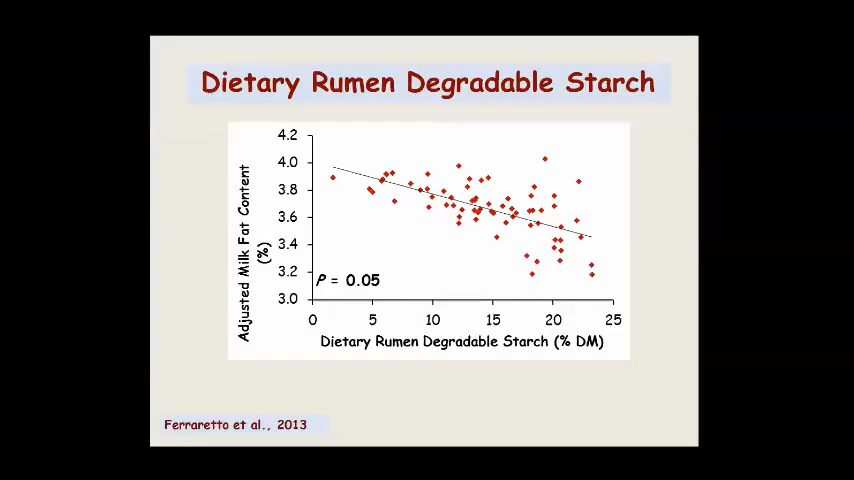 Dietary Rumen Degradable Starch
4.2
4.0
3.8
3.6
3.4
3.2
3.0
Adjusted Milk Fat Content
(%)
P = 0.05
0 5 10 15 20 25
Dietary Rumen Degradable Starch (% DM)
Ferraretto et al., 2013